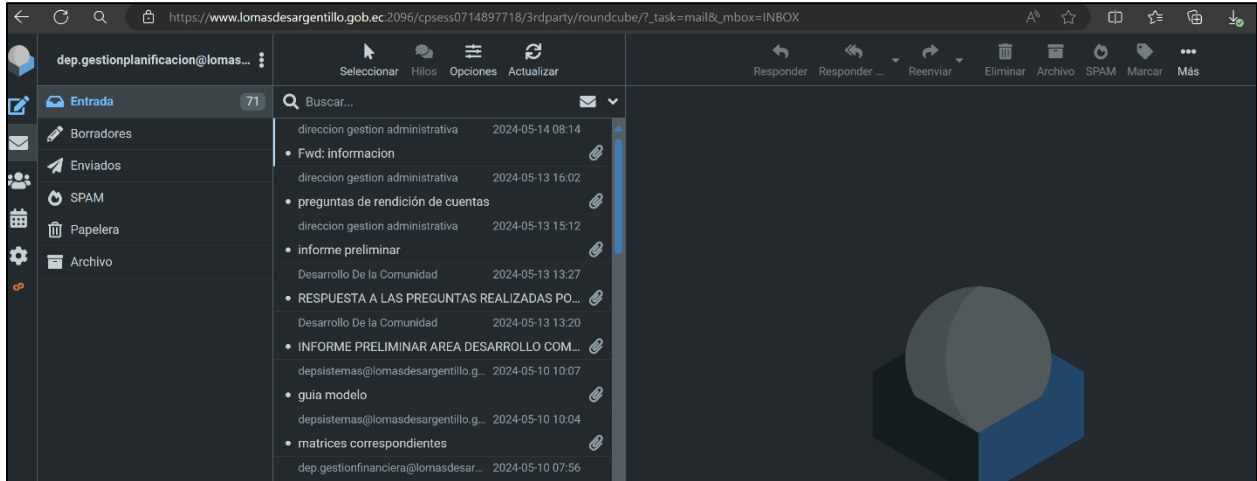 https://www.lomasdesargentillo.gob.ec:2096/cpsess0714897718/3rdparty/roundcube/?_task=mail&_mbox=INBOX
dep.gestionplanificacion@lomas...
Seleccionar Hilos Opciones Actualizar
Responder Responder ... Reenviar Eliminar Archivo SPAM Marcar Más
Entrada 71
Borradores
Enviados
SPAM
Papelera
Archivo
Buscar...
direccion gestion administrativa 2024-05-14 08:14
• Fwd: informacion
direccion gestion administrativa 2024-05-13 16:02
• preguntas de rendición de cuentas
direccion gestion administrativa 2024-05-13 15:12
• informe preliminar
Desarrollo De la Comunidad 2024-05-13 13:27
• RESPUESTA A LAS PREGUNTAS REALIZADAS PO...
Desarrollo De la Comunidad 2024-05-13 13:20
• INFORME PRELIMINAR AREA DESARROLLO COM...
depsistemas@lomasdesargentillo.g... 2024-05-10 10:07
• guia modelo
depsistemas@lomasdesargentillo.g... 2024-05-10 10:04
• matrices correspondientes
dep.gestionfinanciera@lomasdesar... 2024-05-10 07:56